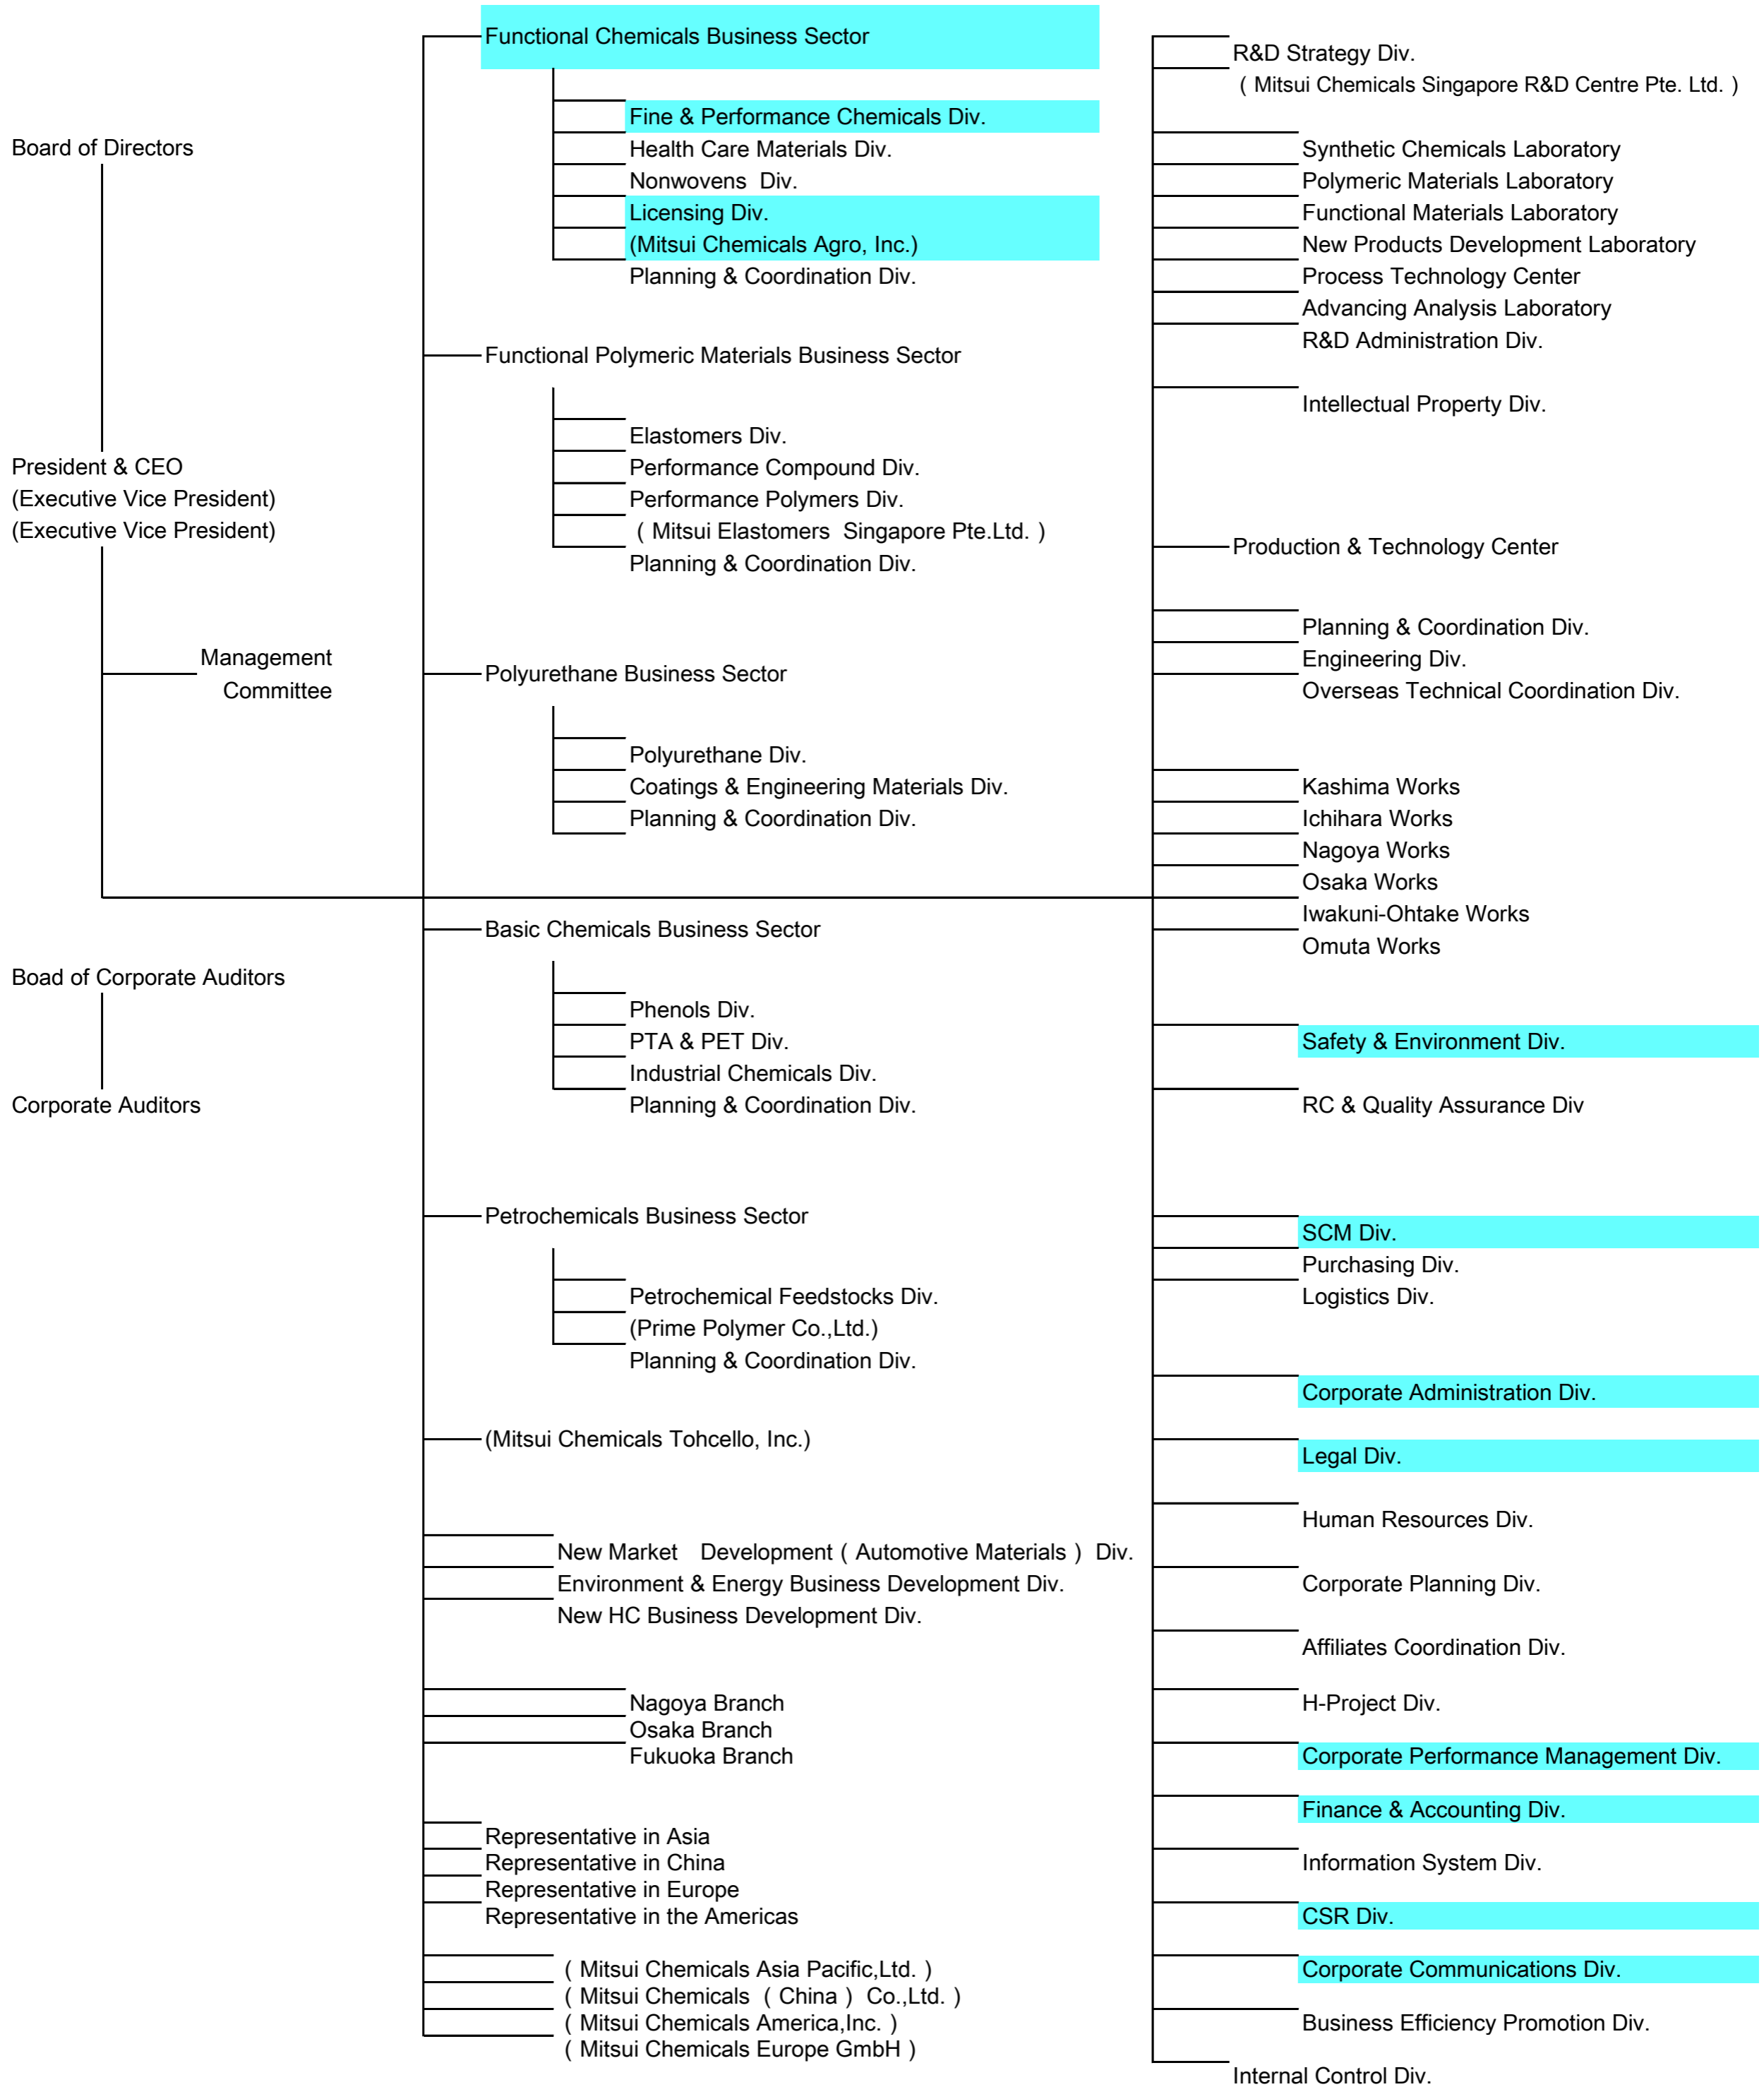 Board of Directors
President & CEO
(Executive Vice President)
(Executive Vice President)
Management
Committee
Boad of Corporate Auditors
Corporate Auditors
Functional Chemicals Business Sector
Fine & Performance Chemicals Div.
Health Care Materials Div.
Nonwovens Div.
Licensing Div.
(Mitsui Chemicals Agro, Inc.)
Planning & Coordination Div.
Functional Polymeric Materials Business Sector
Elastomers Div.
Performance Compound Div.
Performance Polymers Div.
( Mitsui Elastomers Singapore Pte.Ltd. )
Planning & Coordination Div.
Polyurethane Business Sector
Polyurethane Div.
Coatings & Engineering Materials Div.
Planning & Coordination Div.
Basic Chemicals Business Sector
Phenols Div.
PTA & PET Div.
Industrial Chemicals Div.
Planning & Coordination Div.
Petrochemicals Business Sector
Petrochemical Feedstocks Div.
(Prime Polymer Co.,Ltd.)
Planning & Coordination Div.
(Mitsui Chemicals Tohcello, Inc.)
New Market Development ( Automotive Materials ) Div.
Environment & Energy Business Development Div.
New HC Business Development Div.
Nagoya Branch
Osaka Branch
Fukuoka Branch
Representative in Asia
Representative in China
Representative in Europe
Representative in the Americas
( Mitsui Chemicals Asia Pacific,Ltd. )
( Mitsui Chemicals ( China ) Co.,Ltd. )
( Mitsui Chemicals America,Inc. )
( Mitsui Chemicals Europe GmbH )
R&D Strategy Div.
( Mitsui Chemicals Singapore R&D Centre Pte. Ltd. )
Synthetic Chemicals Laboratory
Polymeric Materials Laboratory
Functional Materials Laboratory
New Products Development Laboratory
Process Technology Center
Advancing Analysis Laboratory
R&D Administration Div.
Intellectual Property Div.
Production & Technology Center
Planning & Coordination Div.
Engineering Div.
Overseas Technical Coordination Div.
Kashima Works
Ichihara Works
Nagoya Works
Osaka Works
Iwakuni-Ohtake Works
Omuta Works
Safety & Environment Div.
RC & Quality Assurance Div
SCM Div.
Purchasing Div.
Logistics Div.
Corporate Administration Div.
Legal Div.
Human Resources Div.
Corporate Planning Div.
Affiliates Coordination Div.
H-Project Div.
Corporate Performance Management Div.
Finance & Accounting Div.
Information System Div.
CSR Div.
Corporate Communications Div.
Business Efficiency Promotion Div.
Internal Control Div.